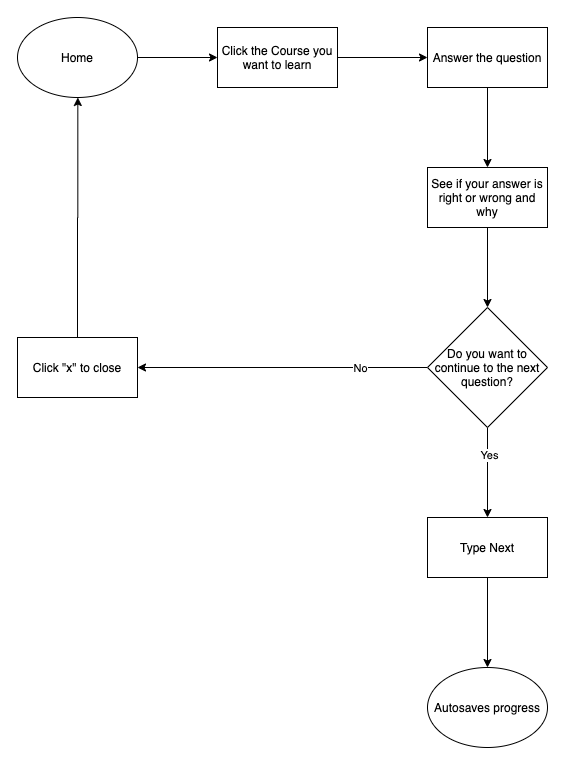 Home
Click the Course you
want to learn
Answer the question
See if your answer is
right or wrong and
why
Do you want to
continue to the next
question?
No
Click "x" to close
Yes
Type Next
Autosaves progress